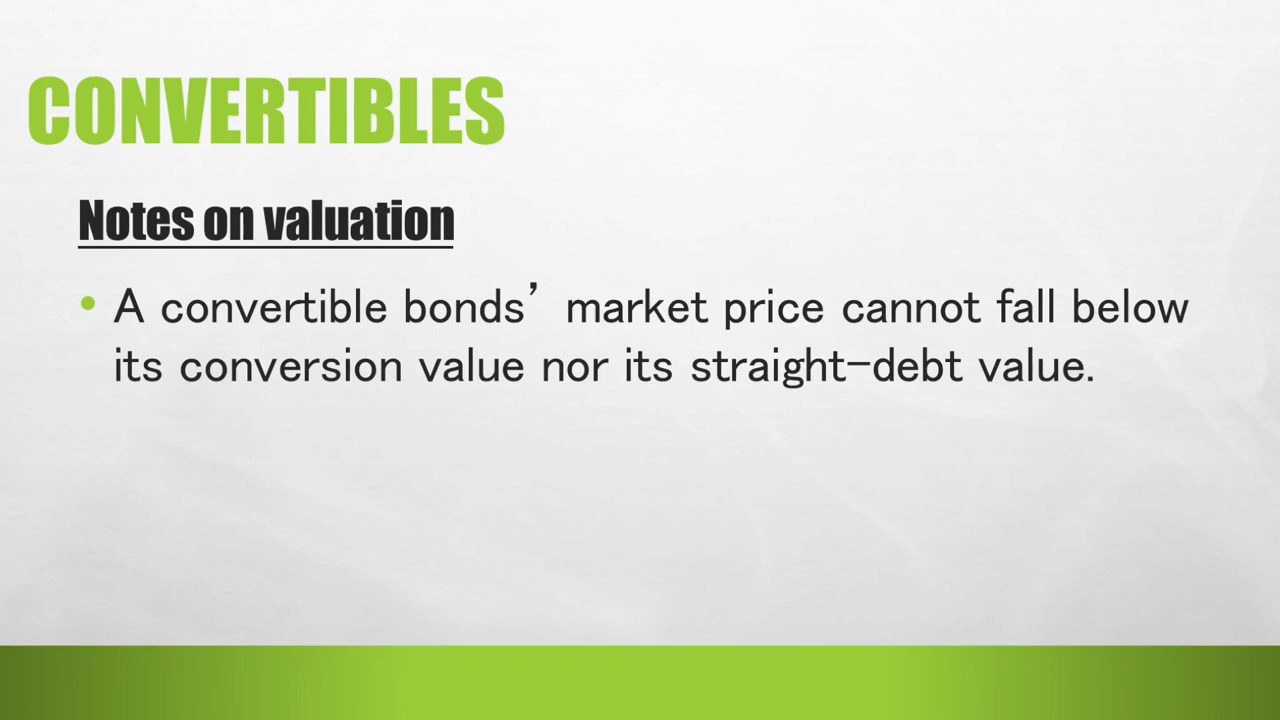 CONVERTIBLES
Notes on valuation
• A convertible bonds’ market price cannot fall below
its conversion value nor its straight-debt value.